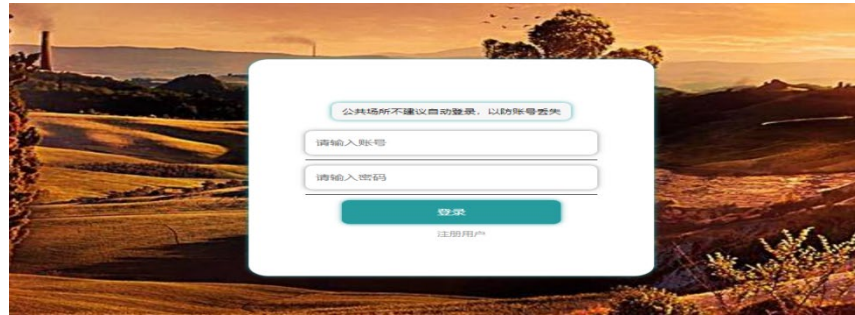 公共场所不建议自动登录，以防账号丢失
请输入账号
请输入密码
登录
注册用户